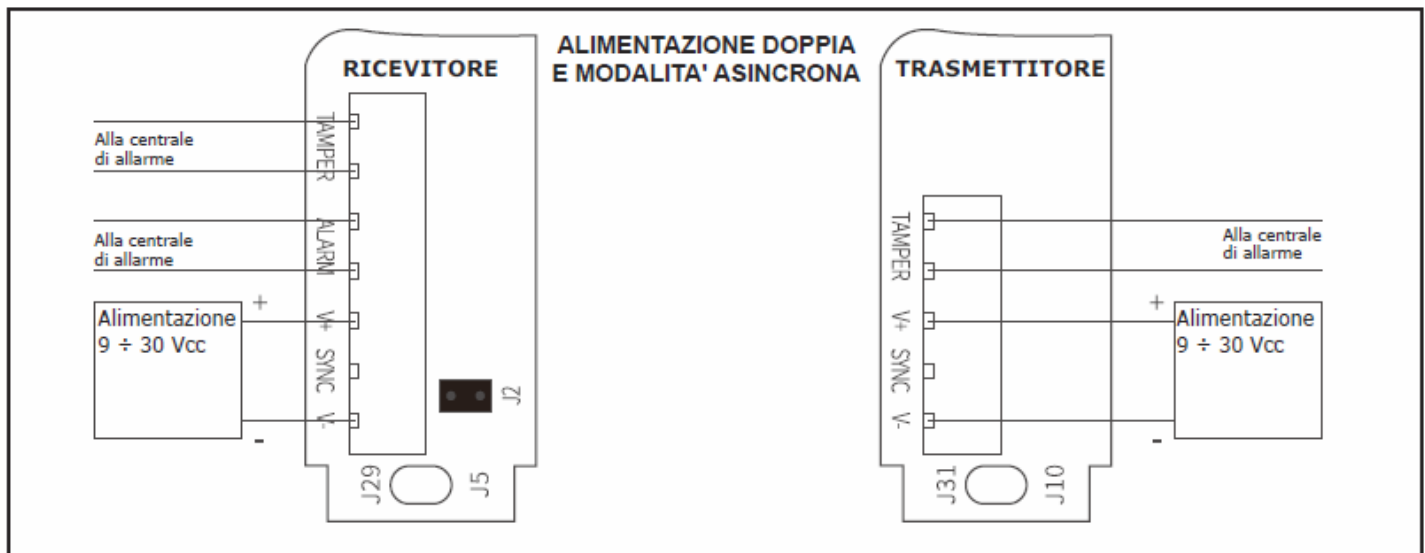 ALIMENTAZIONE DOPPIA
E MODALITA' ASINCRONA
RICEVITORE
TAMPER
Alla centrale
di allarme
ALARM
Alla centrale
di allarme
+
Alimentazione
9 ÷ 30 Vcc
-
V+
SYNC
V-
J2
J29
J5
TRASMETTITORE
TAMPER
Alla centrale
di allarme
V+
SYNC
V-
+
Alimentazione
9 ÷ 30 Vcc
-
J31
J10